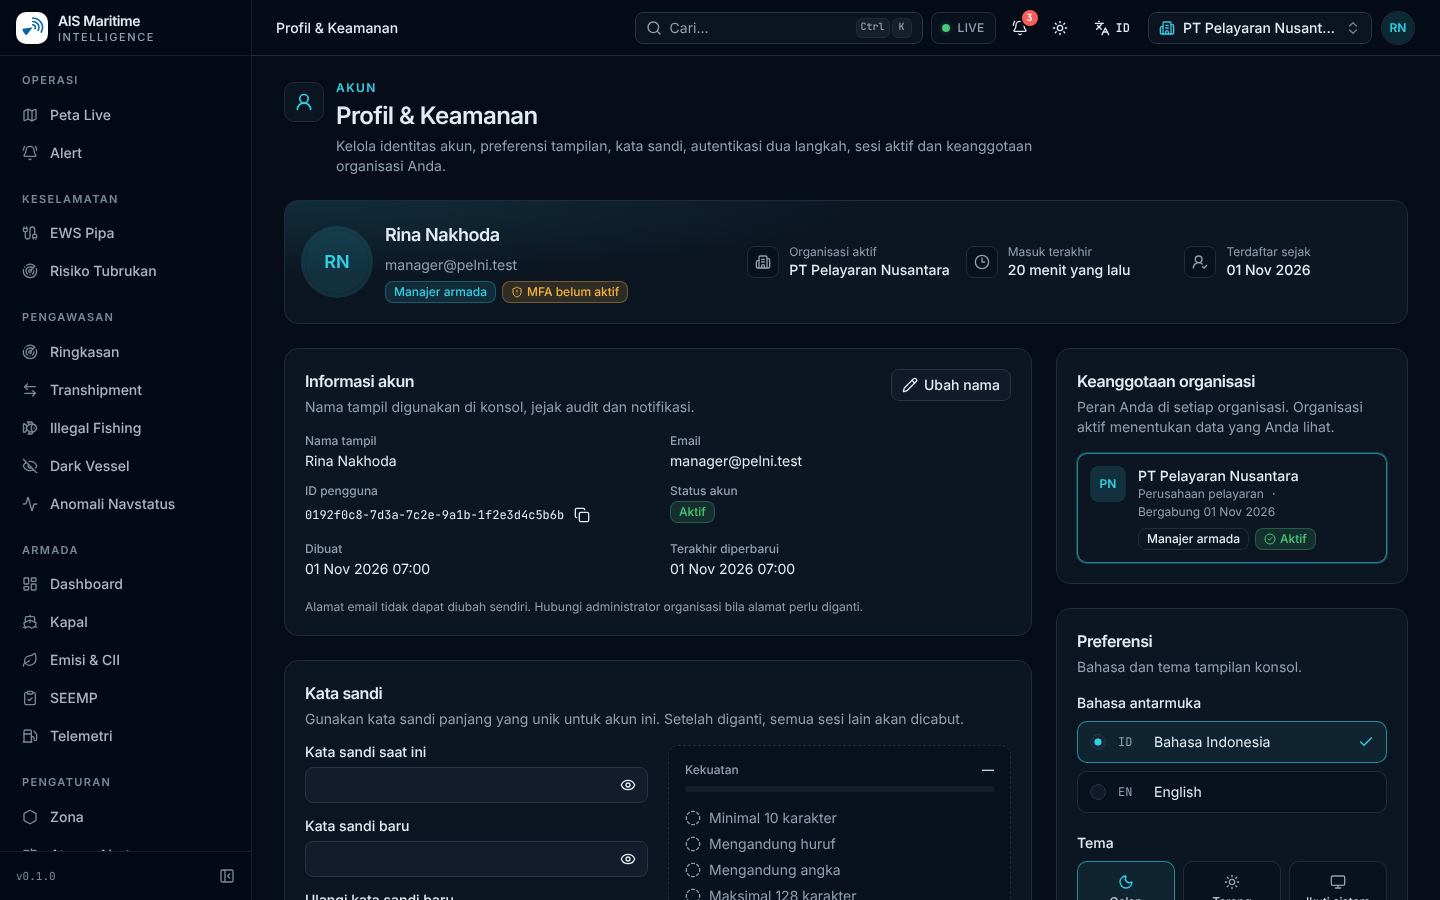 AIS Maritime
INTELLIGENCE
Profil & Keamanan
Cari...
Ctrl K
LIVE
3
ID
PT Pelayaran Nusant...
RN
OPERASI
Peta Live
Alert
KESELAMATAN
EWS Pipa
Risiko Tubrukan
PENGAWASAN
Ringkasan
Transhipment
Illegal Fishing
Dark Vessel
Anomali Navstatus
ARMADA
Dashboard
Kapal
Emisi & CII
SEEMP
Telemetri
PENGATURAN
Zona
v0.1.0
AKUN
Profil & Keamanan
Kelola identitas akun, preferensi tampilan, kata sandi, autentikasi dua langkah, sesi aktif dan keanggotaan
organisasi Anda.
RN
Rina Nakhoda
manager@pelni.test
Manajer armada
MFA belum aktif
Organisasi aktif
PT Pelayaran Nusantara
Masuk terakhir
20 menit yang lalu
Terdaftar sejak
01 Nov 2026
Informasi akun
Nama tampil digunakan di konsol, jejak audit dan notifikasi.
Ubah nama
Nama tampil
Rina Nakhoda
Email
manager@pelni.test
ID pengguna
0192f0c8-7d3a-7c2e-9a1b-1f2e3d4c5b6b
Status akun
Aktif
Dibuat
01 Nov 2026 07:00
Terakhir diperbarui
01 Nov 2026 07:00
Alamat email tidak dapat diubah sendiri. Hubungi administrator organisasi bila alamat perlu diganti.
Kata sandi
Gunakan kata sandi panjang yang unik untuk akun ini. Setelah diganti, semua sesi lain akan dicabut.
Kata sandi saat ini
Kata sandi baru
Ulangi kata sandi baru
Kekuatan
—
Minimal 10 karakter
Mengandung huruf
Mengandung angka
Maksimal 128 karakter
Keanggotaan organisasi
Peran Anda di setiap organisasi. Organisasi
aktif menentukan data yang Anda lihat.
PN
PT Pelayaran Nusantara
Perusahaan pelayaran ·
Bergabung 01 Nov 2026
Manajer armada
Aktif
Preferensi
Bahasa dan tema tampilan konsol.
Bahasa antarmuka
ID Bahasa Indonesia
EN English
Tema